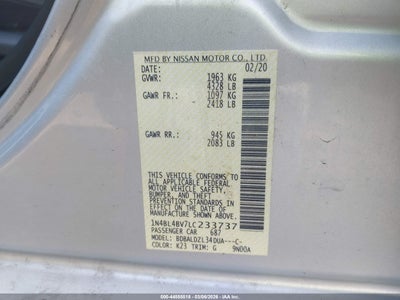 MFD BY NISSAN MOTOR CO., LTD.
DATE: 02/20
GVWR: 1963 KG
4328 LB
GAWR FR.: 1097 KG
2418 LB
GAWR RR.: 945 KG
2083 LB
THIS VEHICLE CONFORMS TO
ALL APPLICABLE FEDERAL
MOTOR VEHICLE SAFETY,
BUMPER, AND THEFT
PREVENTION STANDARDS
IN EFFECT ON THE DATE OF
MANUFACTURE SHOWN ABOVE.
1N4BL4BV7LC233737
PASSENGER CAR 687
MODEL: BDBALDZL34DUA---C-
COLOR: K23 TRIM: G 9N00A